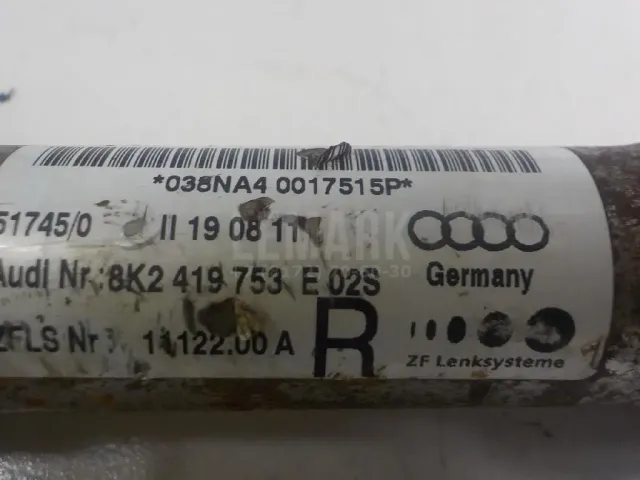 *038NA4 0017515P*
51745/0 II 19 08 11
Audi Nr.: 8K2 419 753 E 02S
Germany
ZFLS Nr 11122.00 A
R
ZF Lenksysteme
ELMARK